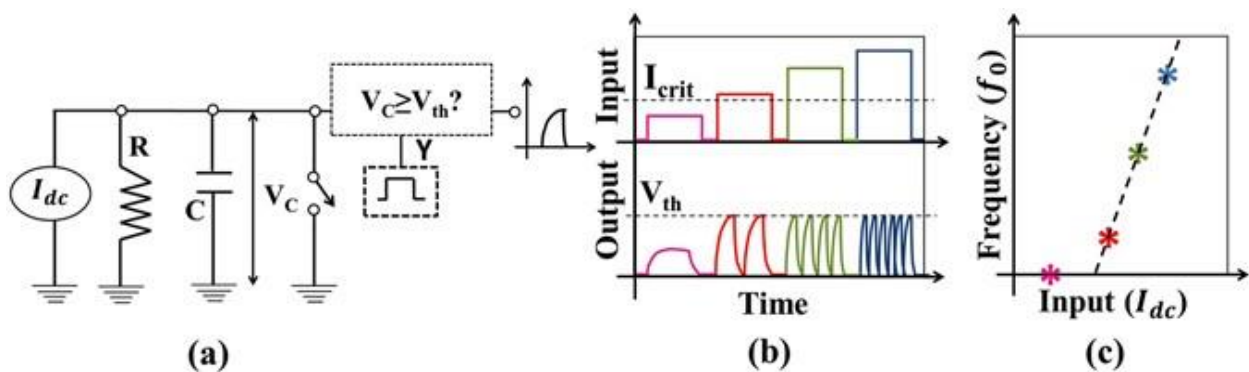 V_C≥V_th?
Y
R
I_dc
C
V_C
(a)
Input
I_crit
Output
V_th
Time
(b)
Frequency (f_0)
Input (I_dc)
(c)